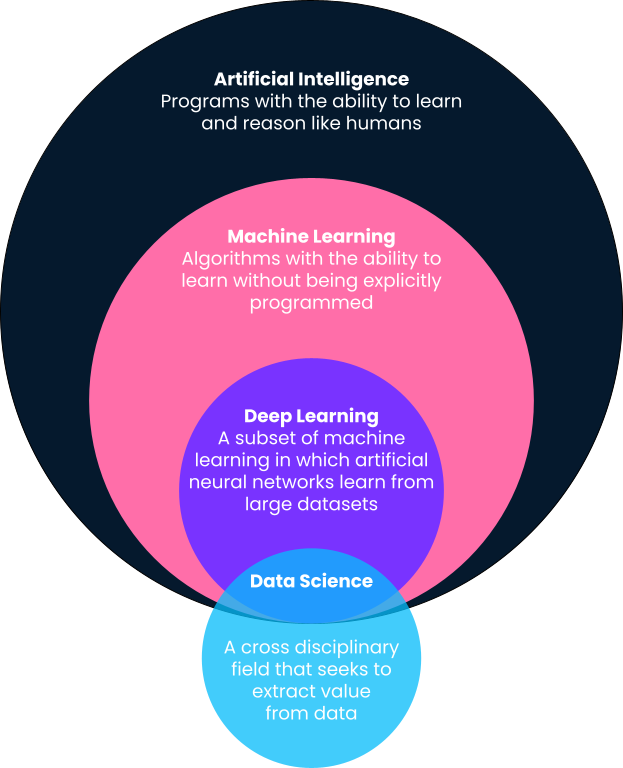 Artificial Intelligence
Programs with the ability to learn
and reason like humans
Machine Learning
Algorithms with the ability to
learn without being explicitly
programmed
Deep Learning
A subset of machine
learning in which artificial
neural networks learn from
large datasets
Data Science
A cross disciplinary
field that seeks to
extract value
from data